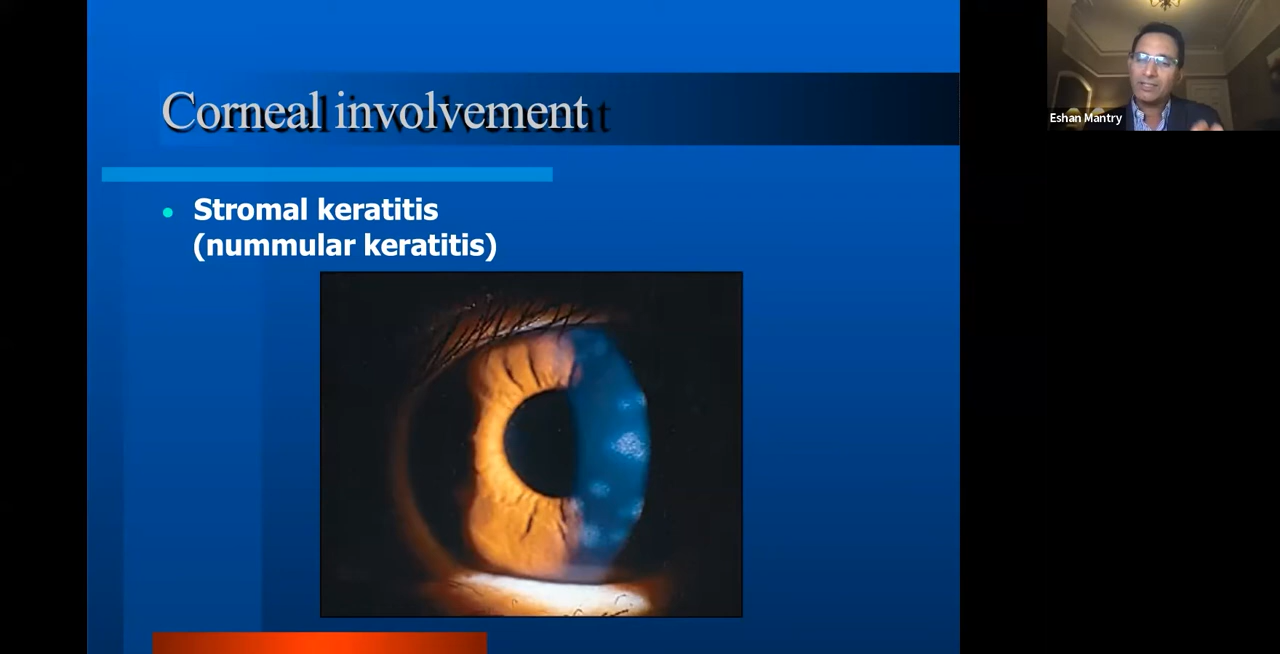 Corneal involvement
Stromal keratitis
(nummular keratitis)
Eshan Mantry